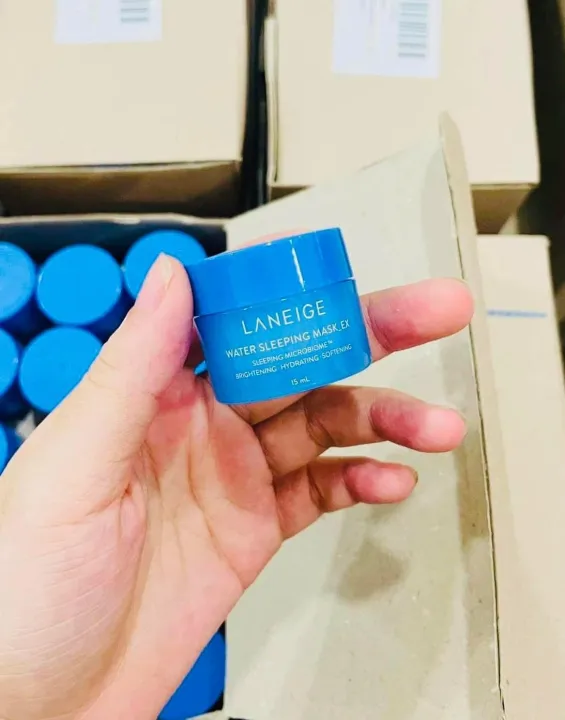 LANEIGE
WATER SLEEPING MASK_EX
SLEEPING MICROBIOME™
BRIGHTENING · HYDRATING · SOFTENING
15 mL